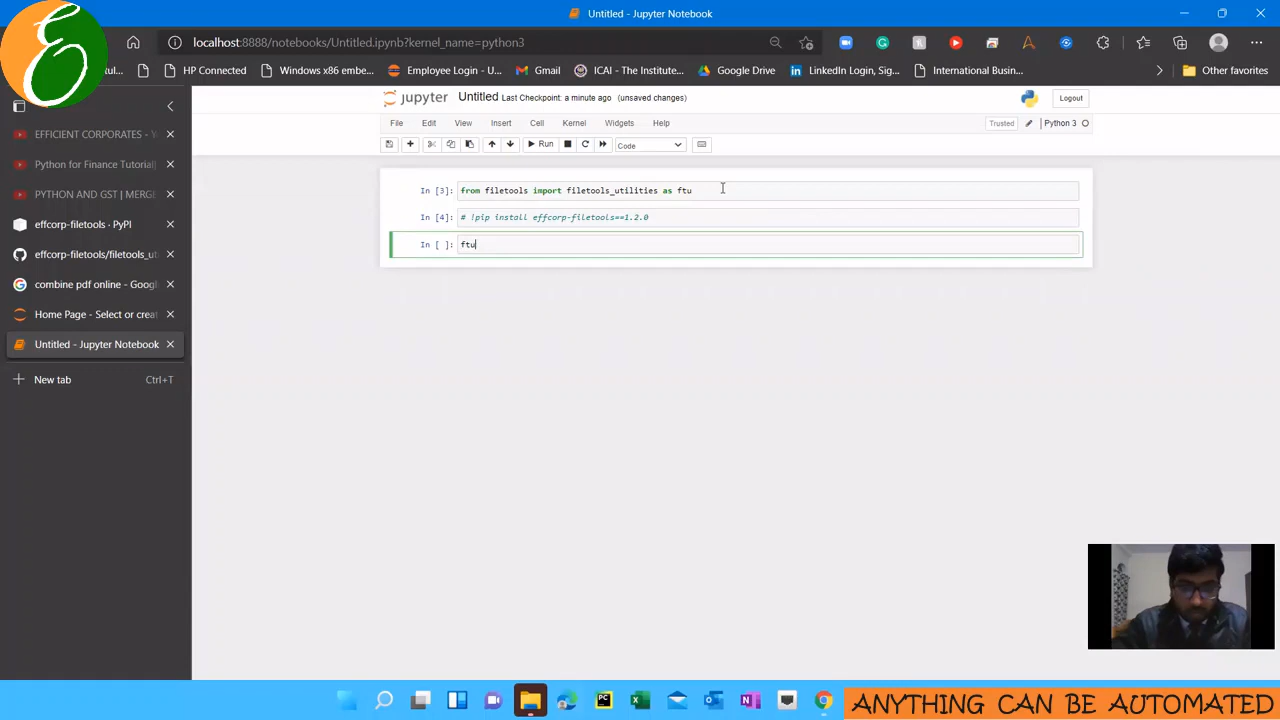 Untitled - Jupyter Notebook
localhost:8888/notebooks/Untitled.ipynb?kernel_name=python3
tul...
HP Connected
Windows x86 embe...
Employee Login - U...
Gmail
ICAI - The Institute...
Google Drive
LinkedIn Login, Sig...
International Busin...
Other favorites
EFFICIENT CORPORATES - Y
Python for Finance Tutorial|
PYTHON AND GST | MERGE
effcorp-filetools · PyPI
effcorp-filetools/filetools_ut
combine pdf online - Googl
Home Page - Select or creat
Untitled - Jupyter Notebook
New tab Ctrl+T
jupyter Untitled Last Checkpoint: a minute ago (unsaved changes)
Logout
File Edit View Insert Cell Kernel Widgets Help
Trusted Python 3
Run
Code
In [3]: from filetools import filetools_utilities as ftu
In [4]: # !pip install effcorp-filetools==1.2.0
In [ ]: ftu
ANYTHING CAN BE AUTOMATED